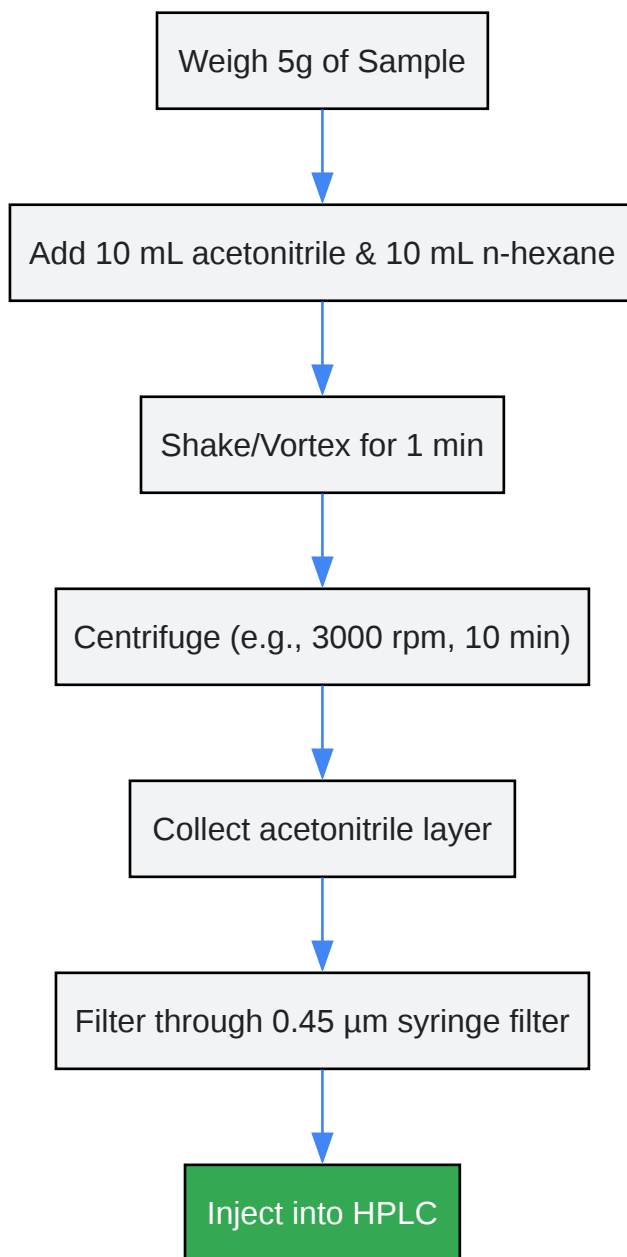 Weigh 5g of Sample
Add 10 mL acetonitrile & 10 mL n-hexane
Shake/Vortex for 1 min
Centrifuge (e.g., 3000 rpm, 10 min)
Collect acetonitrile layer
Filter through 0.45 µm syringe filter
Inject into HPLC